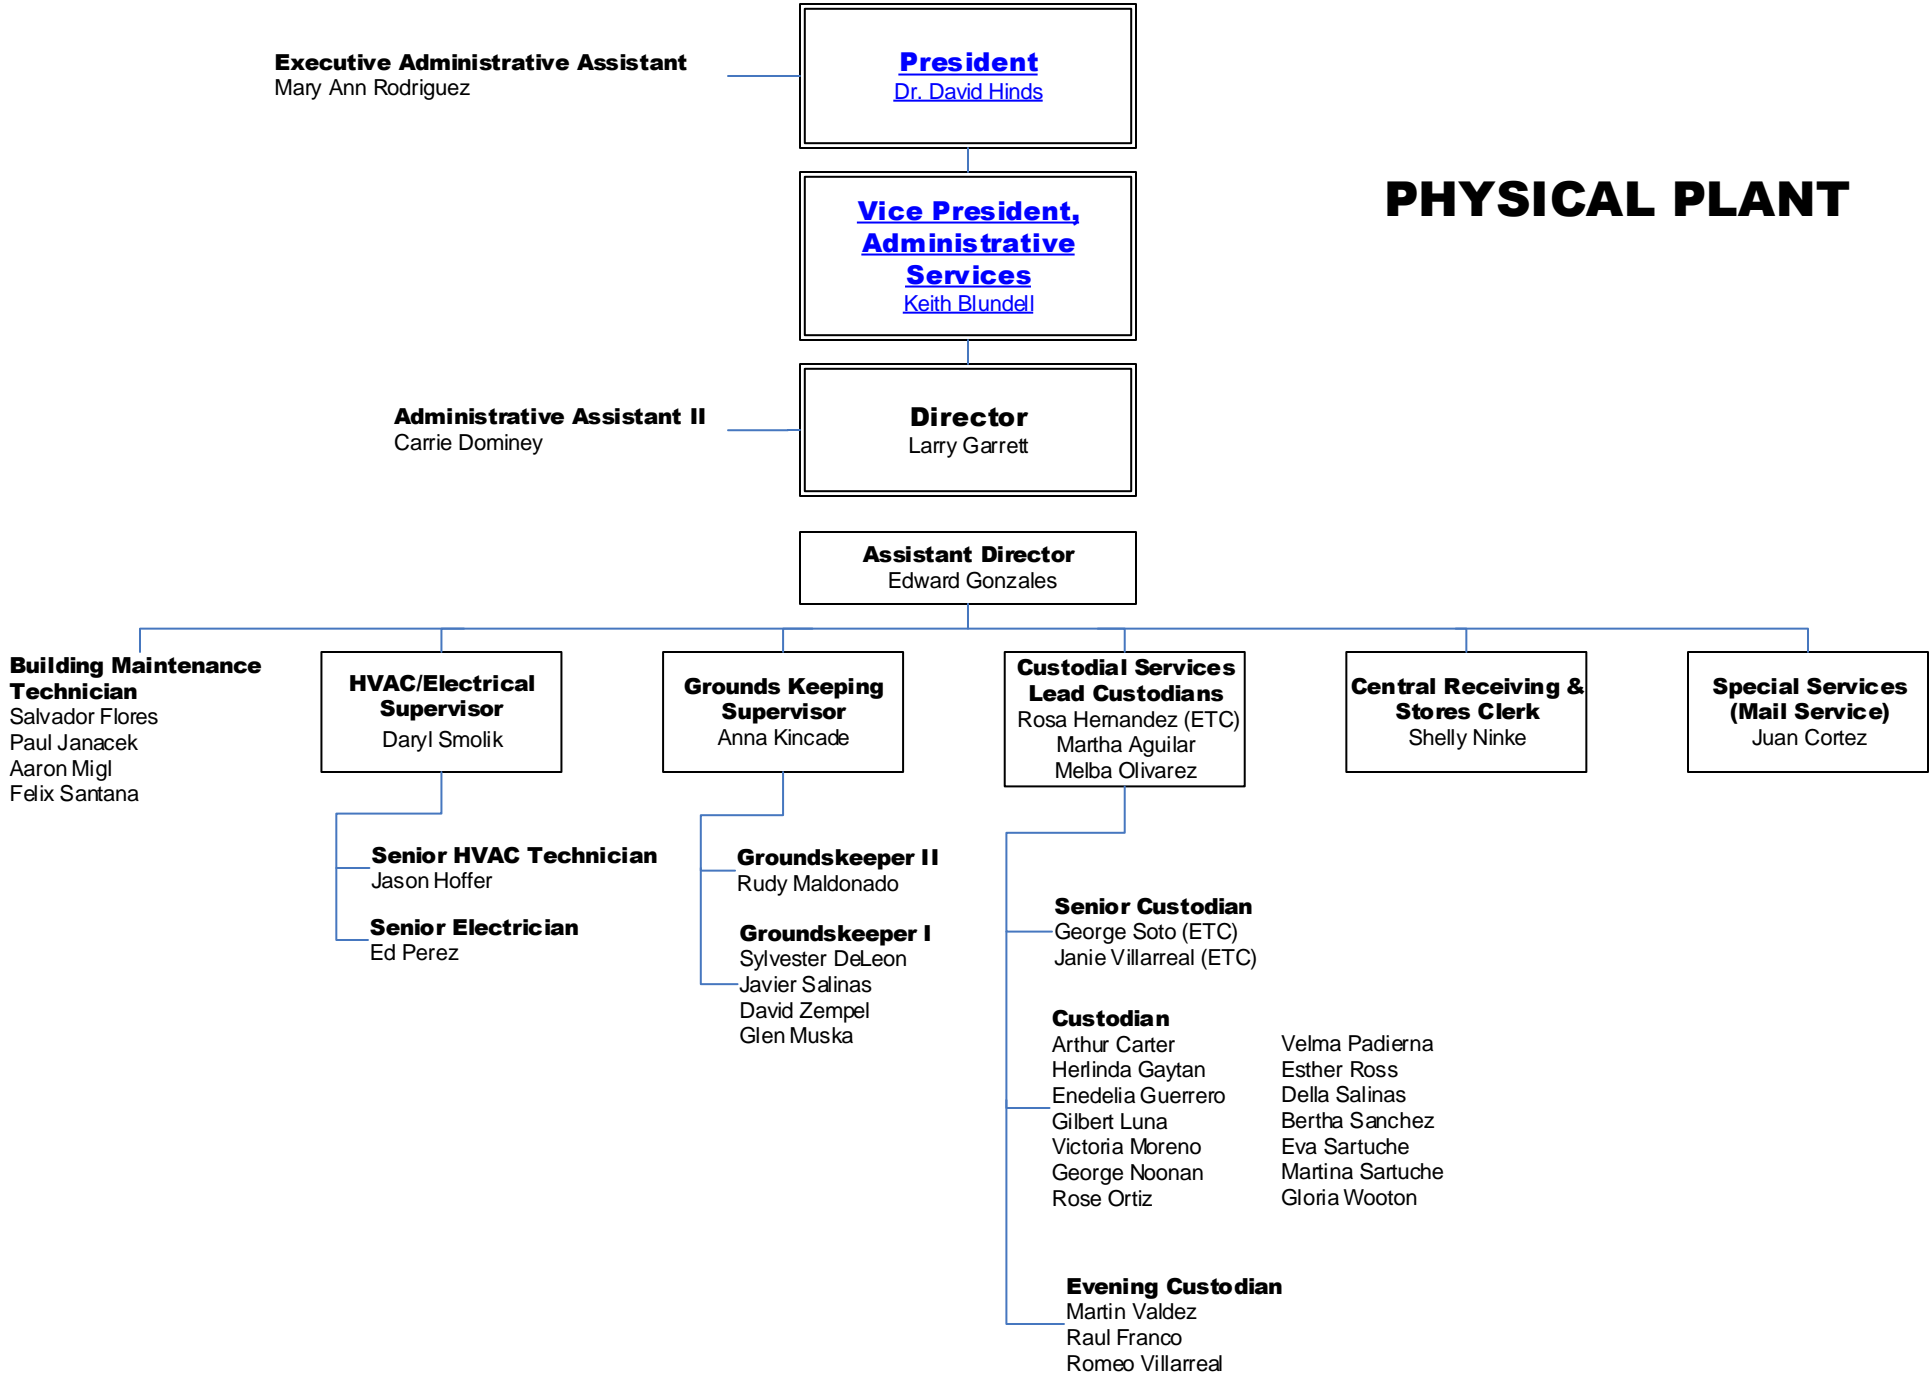 Executive Administrative Assistant
Mary Ann Rodriguez
President
Dr. David Hinds
PHYSICAL PLANT
Vice President,
Administrative
Services
Keith Blundell
Administrative Assistant II
Carrie Dominey
Director
Larry Garrett
Assistant Director
Edward Gonzales
Building Maintenance
Technician
Salvador Flores
Paul Janacek
Aaron Migl
Felix Santana
HVAC/Electrical
Supervisor
Daryl Smolik
Senior HVAC Technician
Jason Hoffer
Senior Electrician
Ed Perez
Grounds Keeping
Supervisor
Anna Kincade
Groundskeeper II
Rudy Maldonado
Groundskeeper I
Sylvester DeLeon
Javier Salinas
David Zempel
Glen Muska
Custodial Services
Lead Custodians
Rosa Hernandez (ETC)
Martha Aguilar
Melba Olivarez
Senior Custodian
George Soto (ETC)
Janie Villarreal (ETC)
Custodian
Arthur Carter
Herlinda Gaytan
Enedelia Guerrero
Gilbert Luna
Victoria Moreno
George Noonan
Rose Ortiz
Velma Padierna
Esther Ross
Della Salinas
Bertha Sanchez
Eva Sartuche
Martina Sartuche
Gloria Wooton
Evening Custodian
Martin Valdez
Raul Franco
Romeo Villarreal
Central Receiving &
Stores Clerk
Shelly Ninke
Special Services
(Mail Service)
Juan Cortez